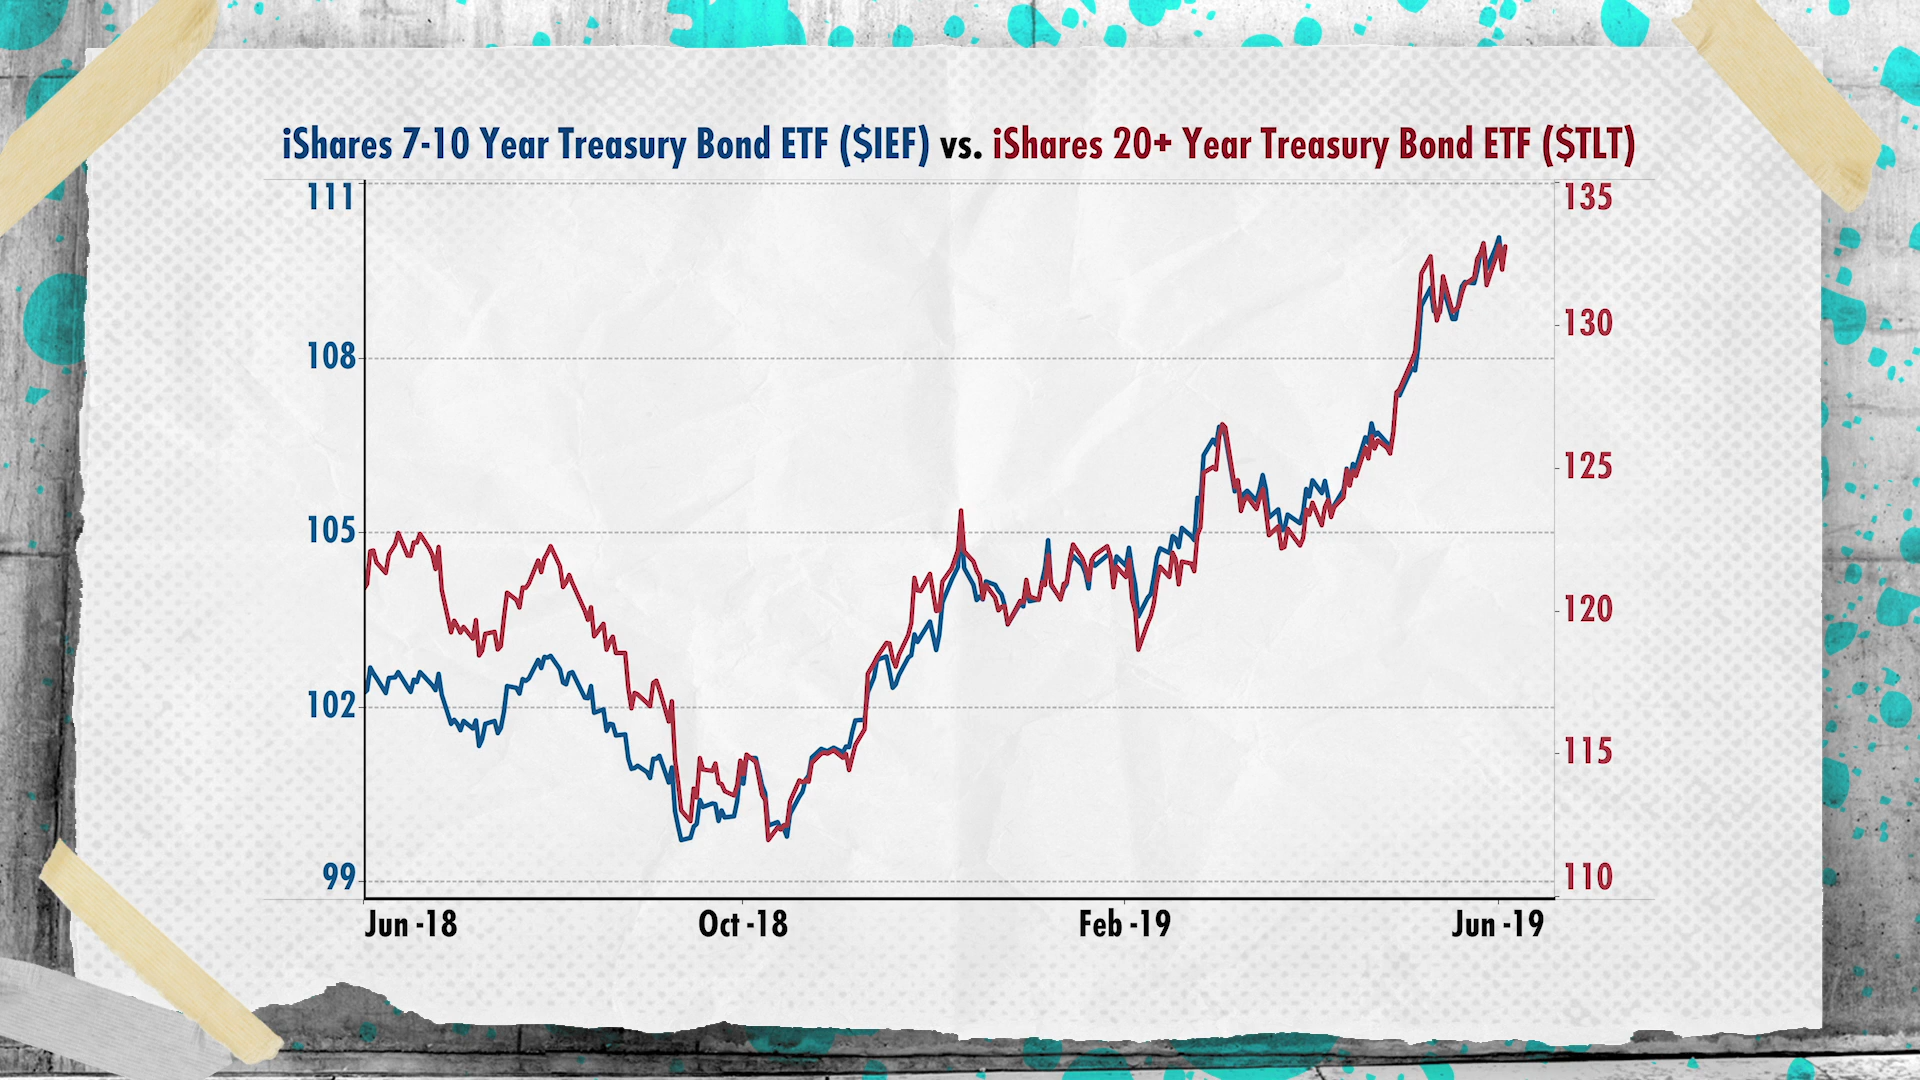 iShares 7-10 Year Treasury Bond ETF ($IEF) vs. iShares 20+ Year Treasury Bond ETF ($TLT)
111
135
130
108
125
105
120
102
115
99
110
Jun -18
Oct -18
Feb -19
Jun -19